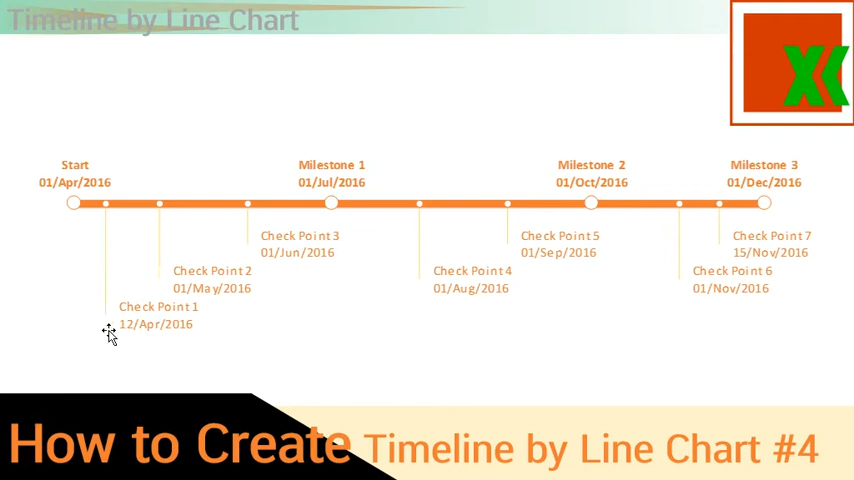 Timeline by Line Chart
X
Start
01/Apr/2016
Milestone 1
01/Jul/2016
Milestone 2
01/Oct/2016
Milestone 3
01/Dec/2016
Check Point 3
01/Jun/2016
Check Point 5
01/Sep/2016
Check Point 7
15/Nov/2016
Check Point 2
01/May/2016
Check Point 4
01/Aug/2016
Check Point 6
01/Nov/2016
Check Point 1
12/Apr/2016
How to Create Timeline by Line Chart #4